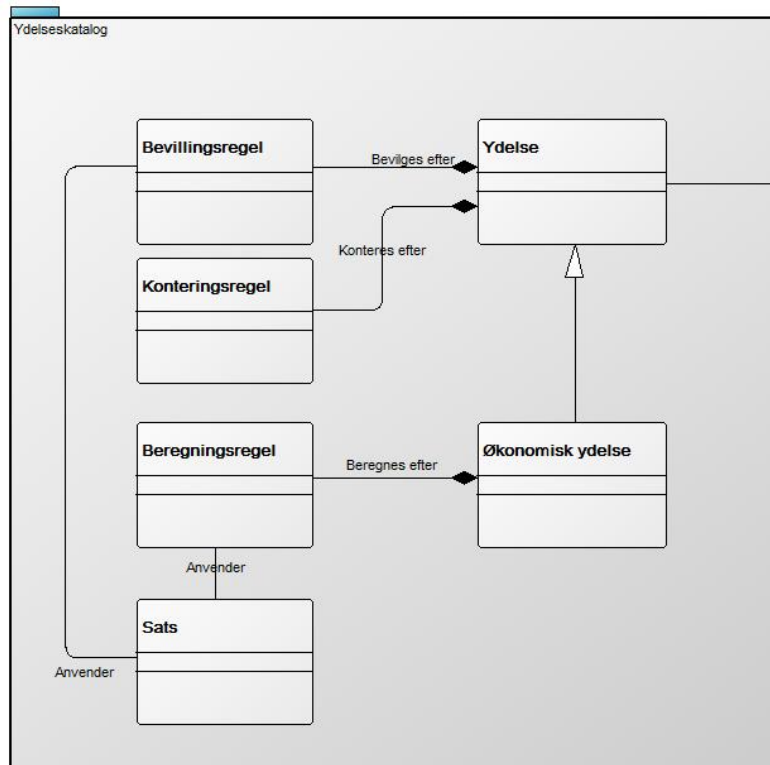 Ydelseskatalog
Bevillingsregel
Bevilges efter
Ydelse
Konteres efter
Konteringsregel
Beregningsregel
Beregnes efter
Økonomisk ydelse
Anvender
Sats
Anvender